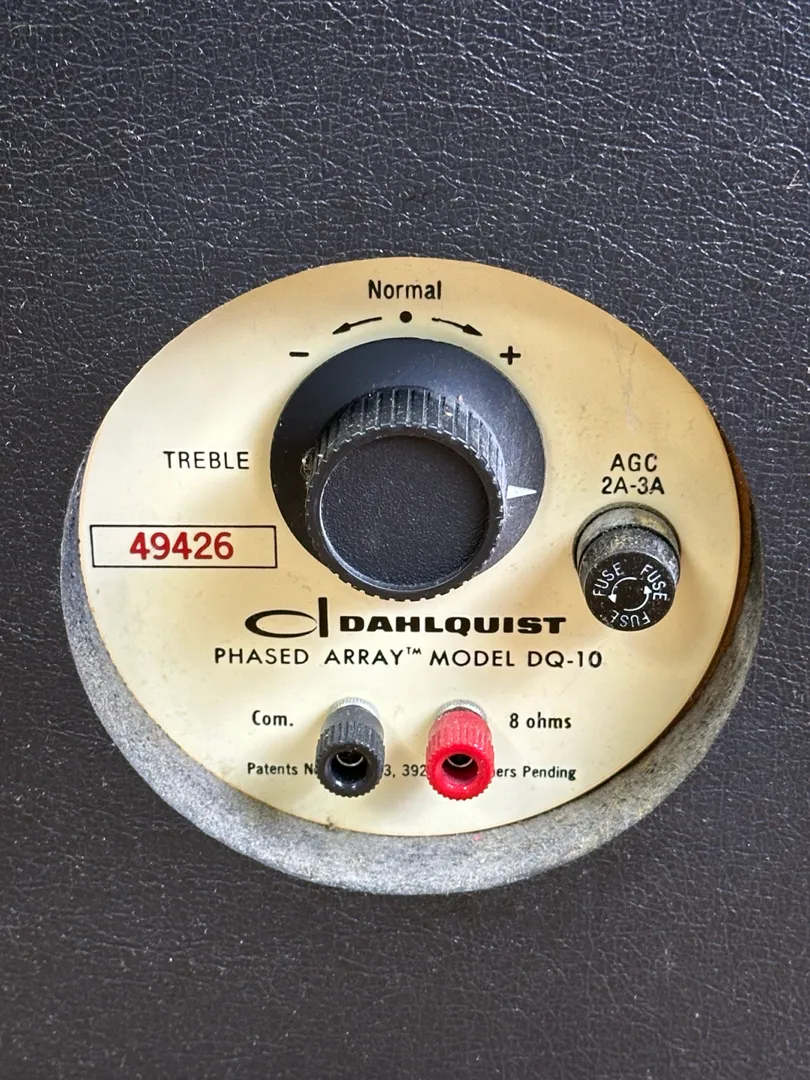 Normal
- +
TREBLE
AGC
2A-3A
49426
FUSE FUSE FUSE
DAHLQUIST
PHASED ARRAY™ MODEL DQ-10
Com. 8 ohms
Patents Pending